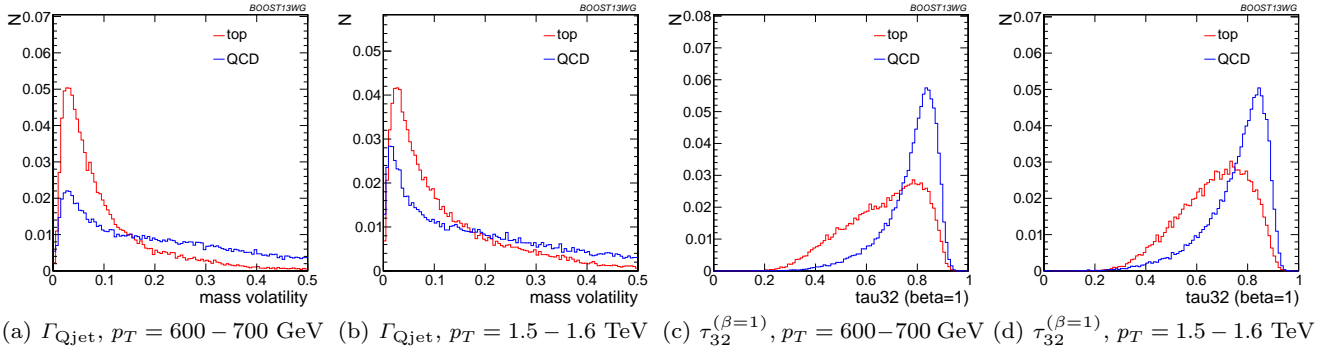 BOOST13WG
N
0.07
0.06
0.05
0.04
0.03
0.02
0.01
0
0 0.1 0.2 0.3 0.4 0.5
top
QCD
mass volatility
(a) Γ_Qjet, p_T = 600 − 700 GeV
BOOST13WG
N
0.05
0.04
0.03
0.02
0.01
0
0 0.1 0.2 0.3 0.4 0.5
top
QCD
mass volatility
(b) Γ_Qjet, p_T = 1.5 − 1.6 TeV
BOOST13WG
N
0.08
0.07
0.06
0.05
0.04
0.03
0.02
0.01
0.00
0 0.2 0.4 0.6 0.8 1
top
QCD
tau32 (beta=1)
(c) τ_32^(β=1), p_T = 600−700 GeV
BOOST13WG
N
0.07
0.06
0.05
0.04
0.03
0.02
0.01
0
0 0.2 0.4 0.6 0.8 1
top
QCD
tau32 (beta=1)
(d) τ_32^(β=1), p_T = 1.5 − 1.6 TeV